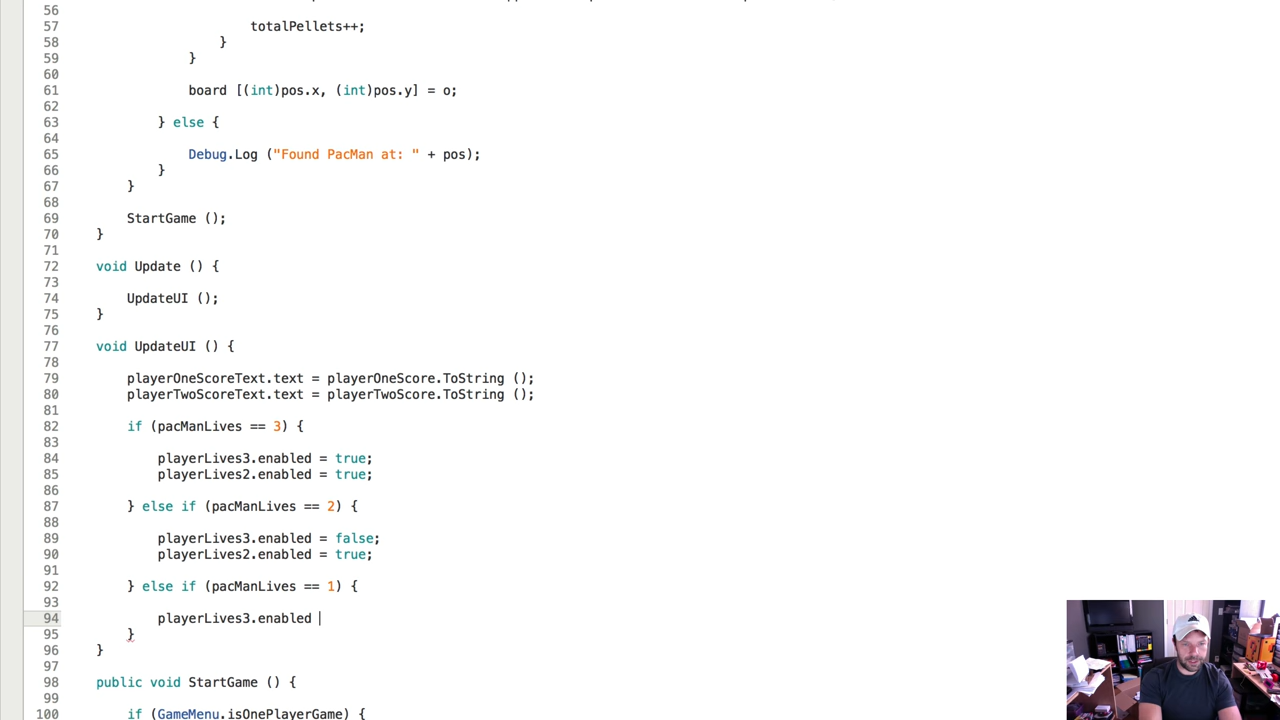 56
57 totalPellets++;
58 }
59 }
60
61 board [(int)pos.x, (int)pos.y] = o;
62
63 } else {
64
65 Debug.Log ("Found PacMan at: " + pos);
66 }
67 }
68
69 StartGame ();
70 }
71
72 void Update () {
73
74 UpdateUI ();
75 }
76
77 void UpdateUI () {
78
79 playerOneScoreText.text = playerOneScore.ToString ();
80 playerTwoScoreText.text = playerTwoScore.ToString ();
81
82 if (pacManLives == 3) {
83
84 playerLives3.enabled = true;
85 playerLives2.enabled = true;
86
87 } else if (pacManLives == 2) {
88
89 playerLives3.enabled = false;
90 playerLives2.enabled = true;
91
92 } else if (pacManLives == 1) {
93
94 playerLives3.enabled
95 }
96 }
97
98 public void StartGame () {
99
100 if (GameMenu.isOnePlayerGame) {